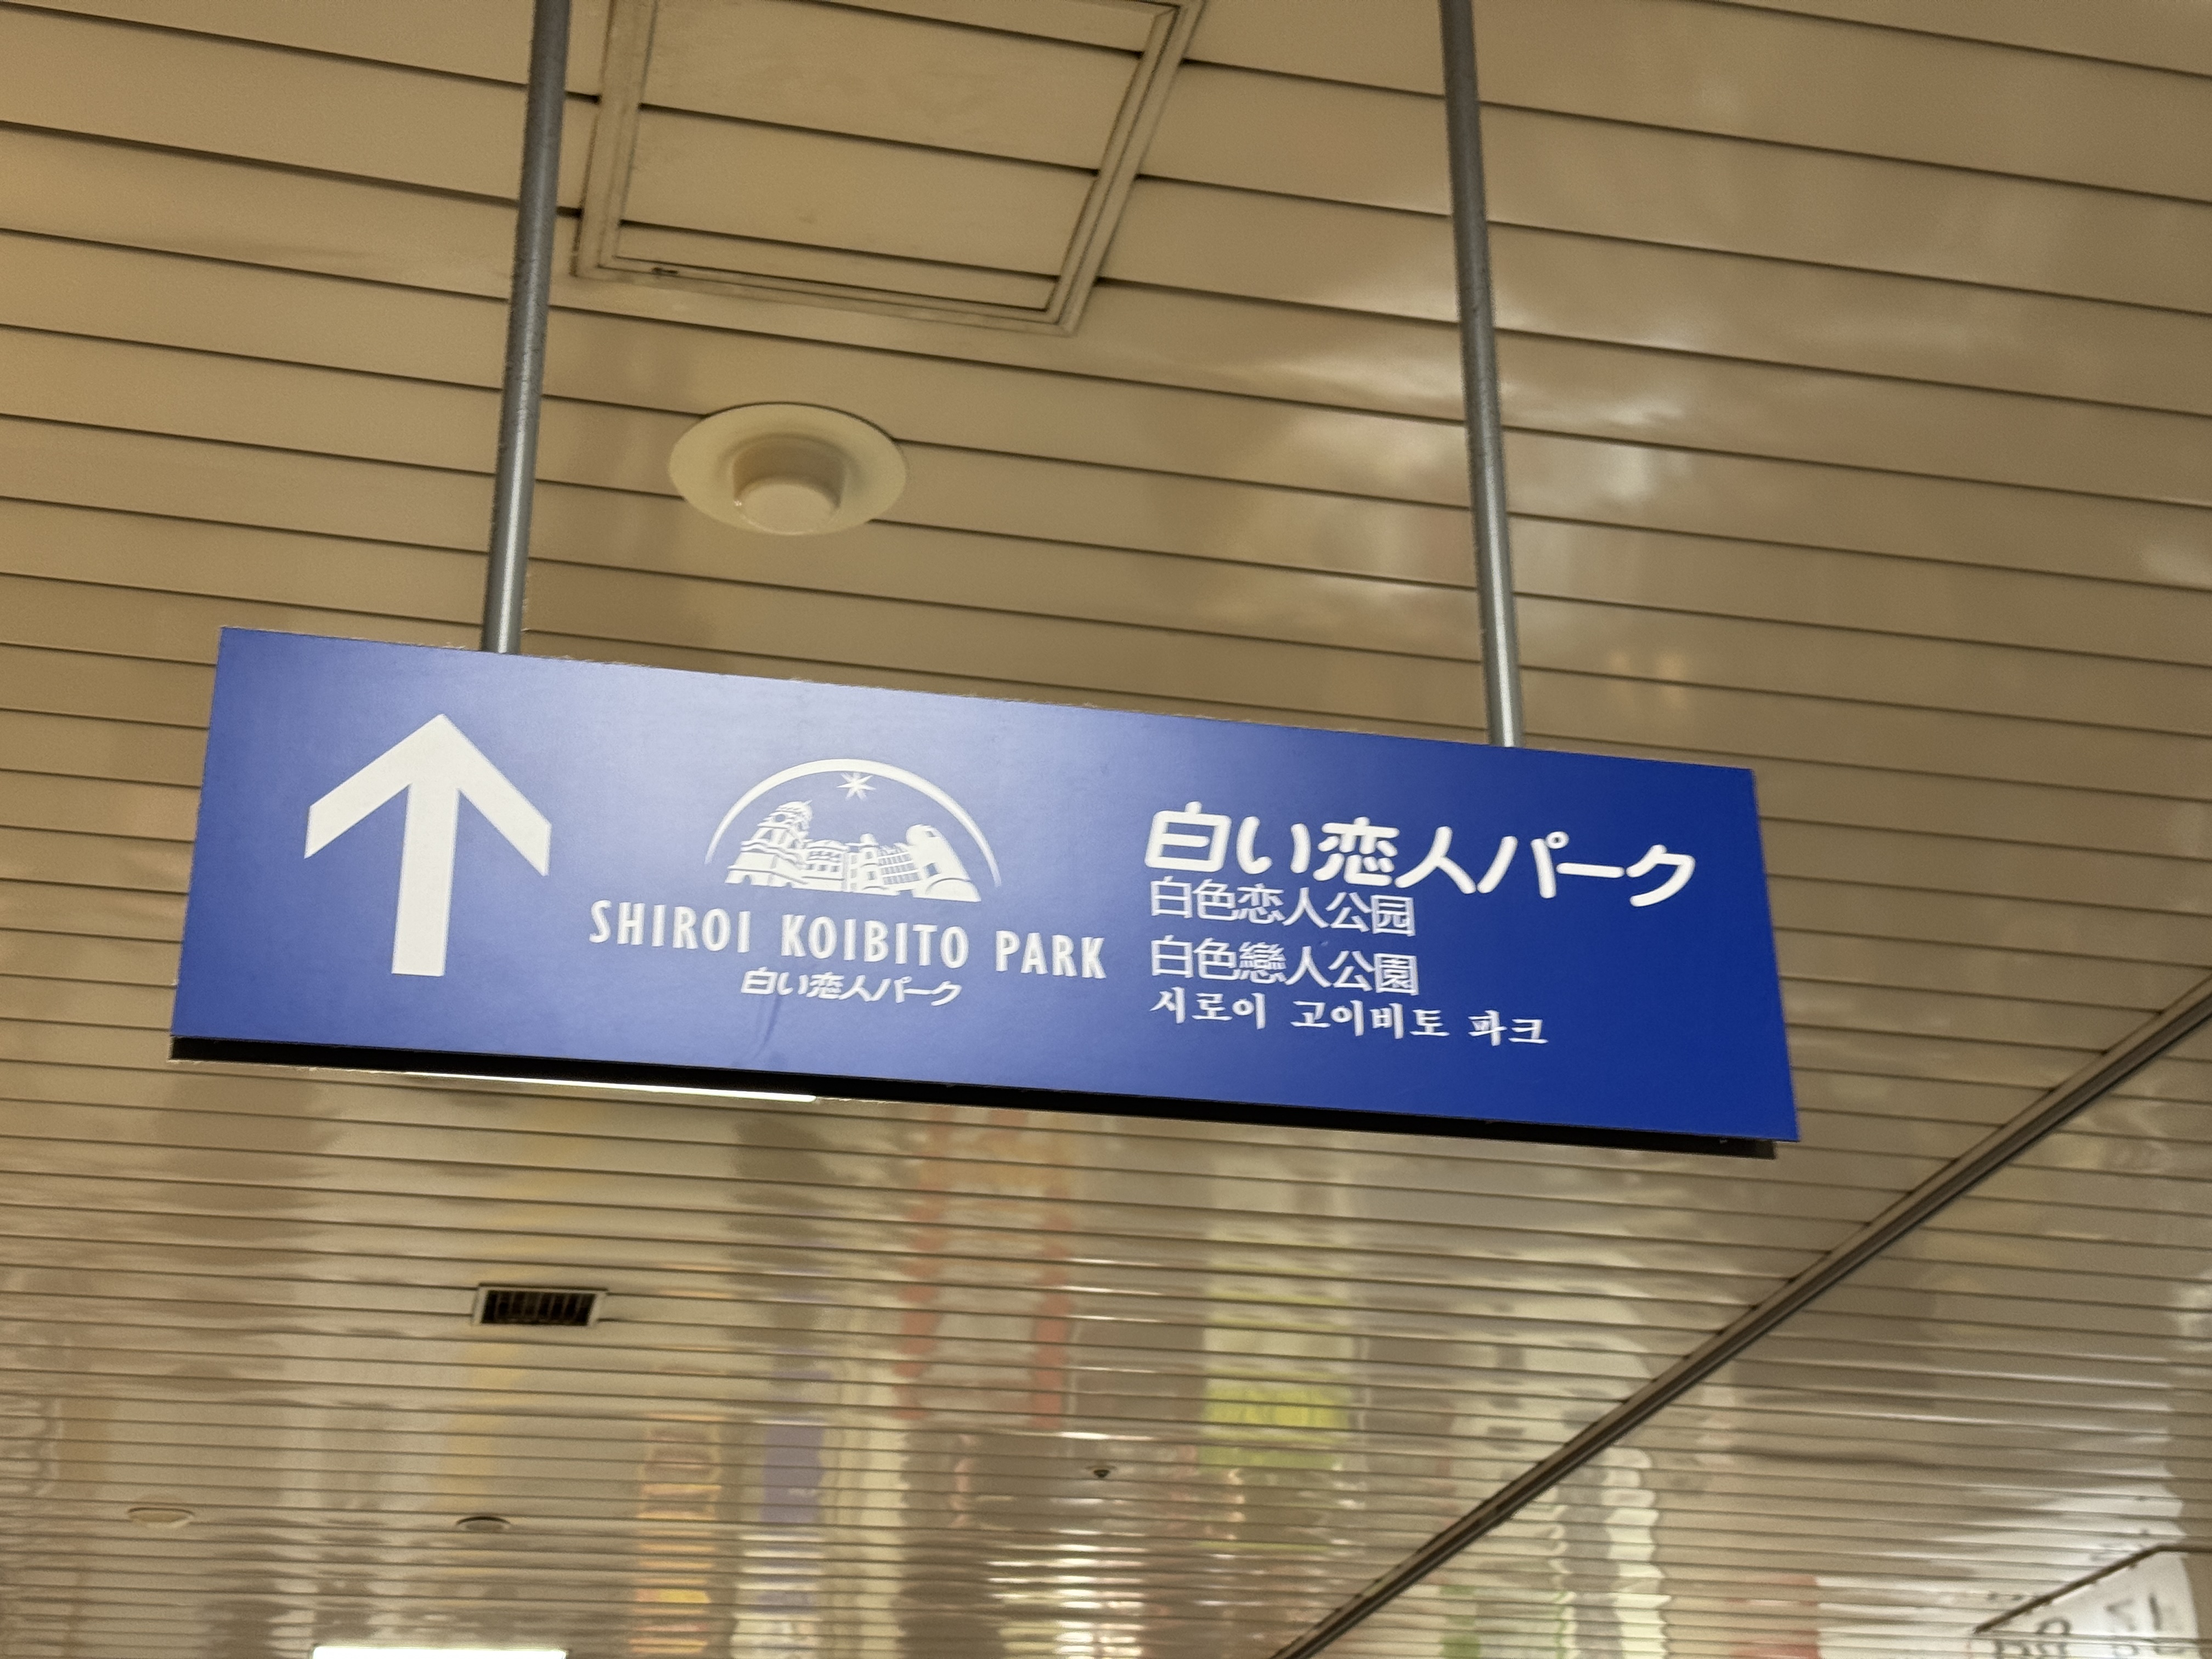 SHIROI KOIBITO PARK
白い恋人パーク
白い恋人パーク
白色恋人公园
白色戀人公園
시로이 고이비토 파크